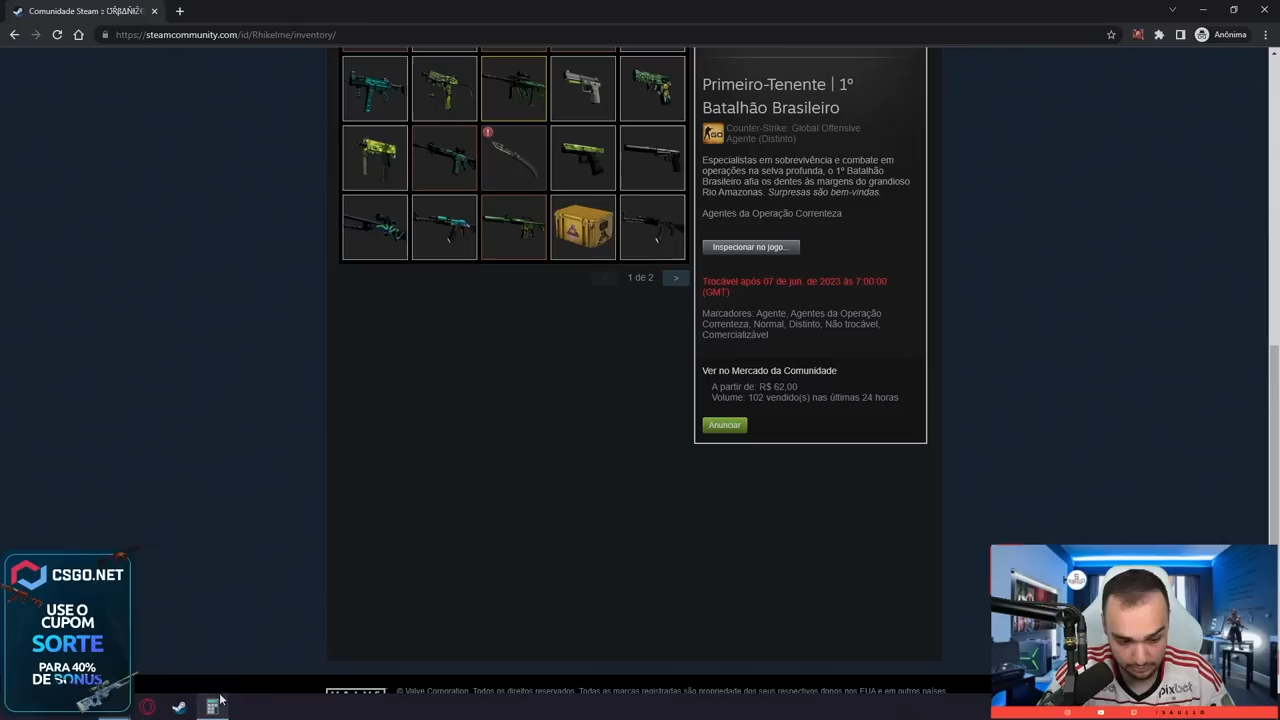 Comunidade Steam ::
Anônima
https://steamcommunity.com/id/Rhikelme/inventory/
Primeiro-Tenente | 1º
Batalhão Brasileiro
GO
Counter-Strike: Global Offensive
Agente (Distinto)
Especialistas em sobrevivência e combate em
operações na selva profunda, o 1º Batalhão
Brasileiro afia os dentes às margens do grandioso
Rio Amazonas. Surpresas são bem-vindas.
Agentes da Operação Correnteza
Inspecionar no jogo...
1 de 2
>
Trocável após 07 de jun. de 2023 às 7:00:00
(GMT)
Marcadores: Agente, Agentes da Operação
Correnteza, Normal, Distinto, Não trocável,
Comercializável
Ver no Mercado da Comunidade
A partir de: R$ 62,00
Volume: 102 vendido(s) nas últimas 24 horas
Anunciar
CSGO.NET
USE O
CUPOM
SORTE
PARA 40%
DE BONUS
pixbet
© Valve Corporation. Todos os direitos reservados. Todas as marcas registradas são propriedade dos seus respectivos donos nos EUA e em outros países.
SAULLO